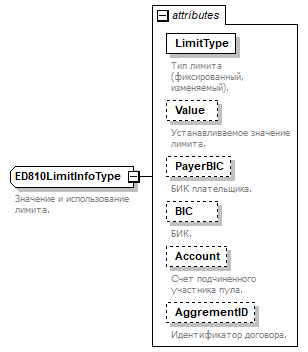 attributes
LimitType
Тип лимита
(фиксированный,
изменяемый).
Value
Устанавливаемое значение
лимита.
ED810LimitInfoType
Значение и использование
лимита.
PayerBIC
БИК плательщика.
BIC
БИК.
Account
Счет подчиненного
участника пула.
AggrementID
Идентификатор договора.